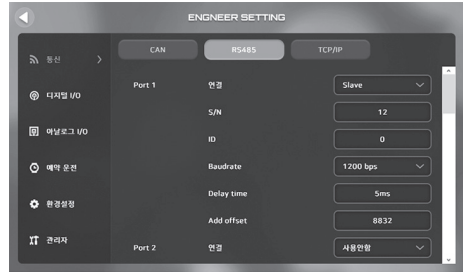 ENGNEER SETTING
CAN
RS485
TCP/IP
통신
디지털 I/O
아날로그 I/O
예약 운전
환경설정
관리자
Port 1
연결
Slave
S/N
12
ID
0
Baudrate
1200 bps
Delay time
5ms
Add offset
8832
Port 2
연결
사용안함